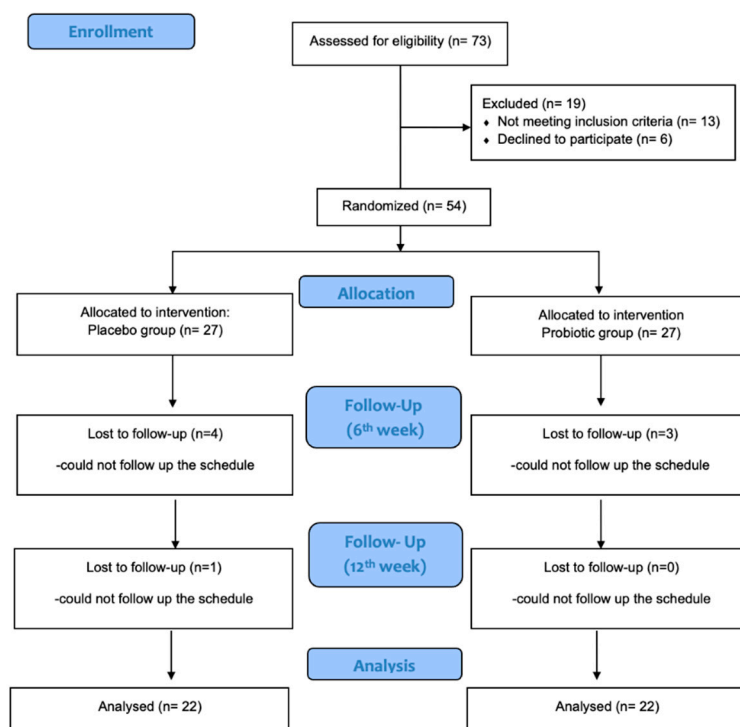 Enrollment
Assessed for eligibility (n= 73)
Excluded (n= 19)
♦ Not meeting inclusion criteria (n= 13)
♦ Declined to participate (n= 6)
Randomized (n= 54)
Allocation
Allocated to intervention:
Placebo group (n= 27)
Allocated to intervention
Probiotic group (n= 27)
Follow-Up
(6th week)
Lost to follow-up (n=4)
-could not follow up the schedule
Lost to follow-up (n=3)
-could not follow up the schedule
Follow- Up
(12th week)
Lost to follow-up (n=1)
-could not follow up the schedule
Lost to follow-up (n=0)
-could not follow up the schedule
Analysis
Analysed (n= 22)
Analysed (n= 22)